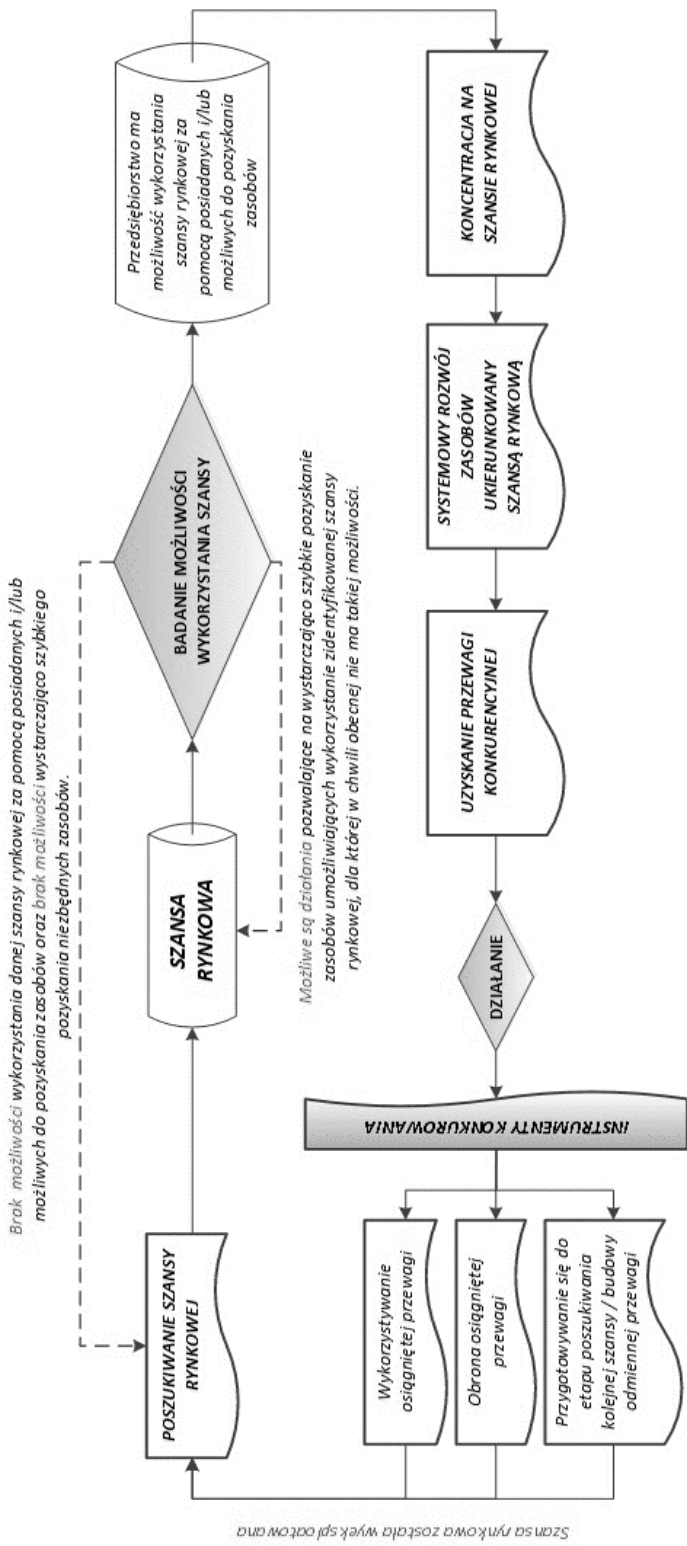 Brak możliwości wykorzystania danej szansy rynkowej za pomocą posiadanych i/lub
możliwych do pozyskania zasobów oraz brak możliwości wystarczająco szybkiego
pozyskania niezbędnych zasobów.
POSZUKIWANIE SZANSY
RYNKOWEJ
SZANSA
RYNKOWA
BADANIE MOŻLIWOŚCI
WYKORZYSTANIA SZANSY
Przedsiębiorstwo ma
możliwość wykorzystania
szansy rynkowej za
pomocą posiadanych i/lub
możliwych do pozyskania
zasobów
Możliwe są działania pozwalające na wystarczająco szybkie pozyskanie
zasobów umożliwiających wykorzystanie zidentyfikowanej szansy
rynkowej, dla której w chwili obecnej nie ma takiej możliwości.
KONCENTRACJA NA
SZANSIE RYNKOWEJ
SYSTEMOWY ROZWÓJ
ZASOBÓW
UKIERUNKOWANY
SZANSĄ RYNKOWĄ
UZYSKANIE PRZEWAGI
KONKURENCYJNEJ
DZIAŁANIE
INSTRUMENTY KONKUROWANIA
Wykorzystywanie
osiągniętej przewagi
Obrona osiągniętej
przewagi
Przygotowywanie się do
etapu poszukiwania
kolejnej szansy / budowy
odmiennej przewagi
Szansa rynkowa została wyeksploatowana